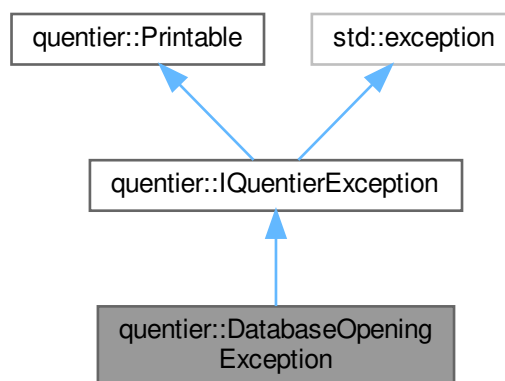 quentier::Printable
std::exception
quentier::IQuentierException
quentier::DatabaseOpening
Exception